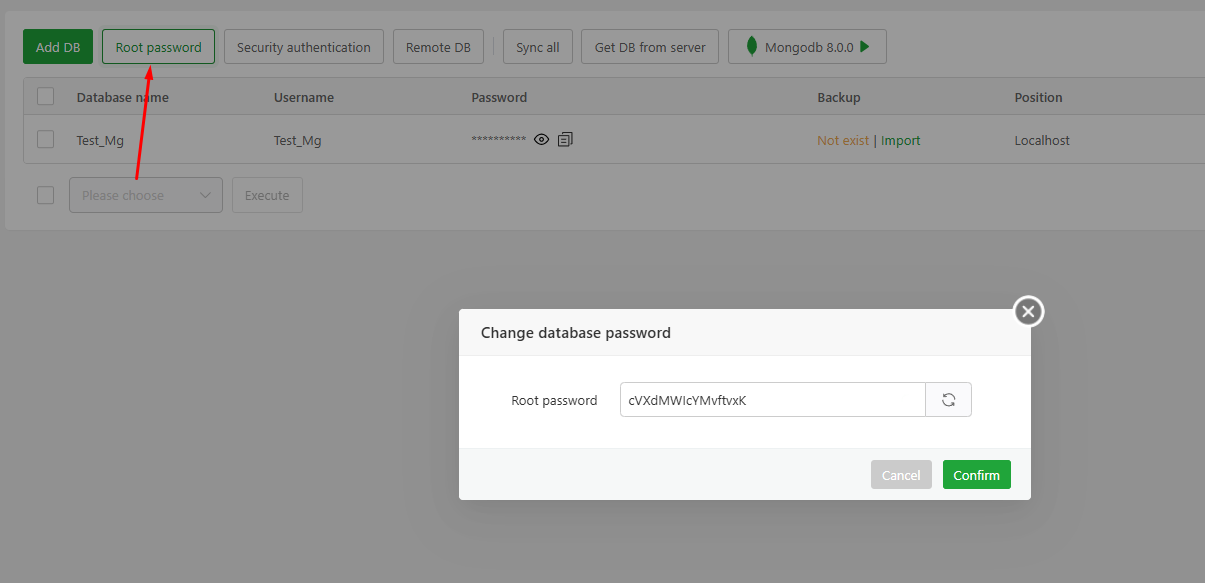 Add DB Root password Security authentication Remote DB Sync all Get DB from server Mongodb 8.0.0
Database name Username Password Backup Position
Test_Mg Test_Mg ********** Not exist | Import Localhost
Please choose Execute
Change database password
Root password cVXdMWIcYMvftvxK
Cancel Confirm